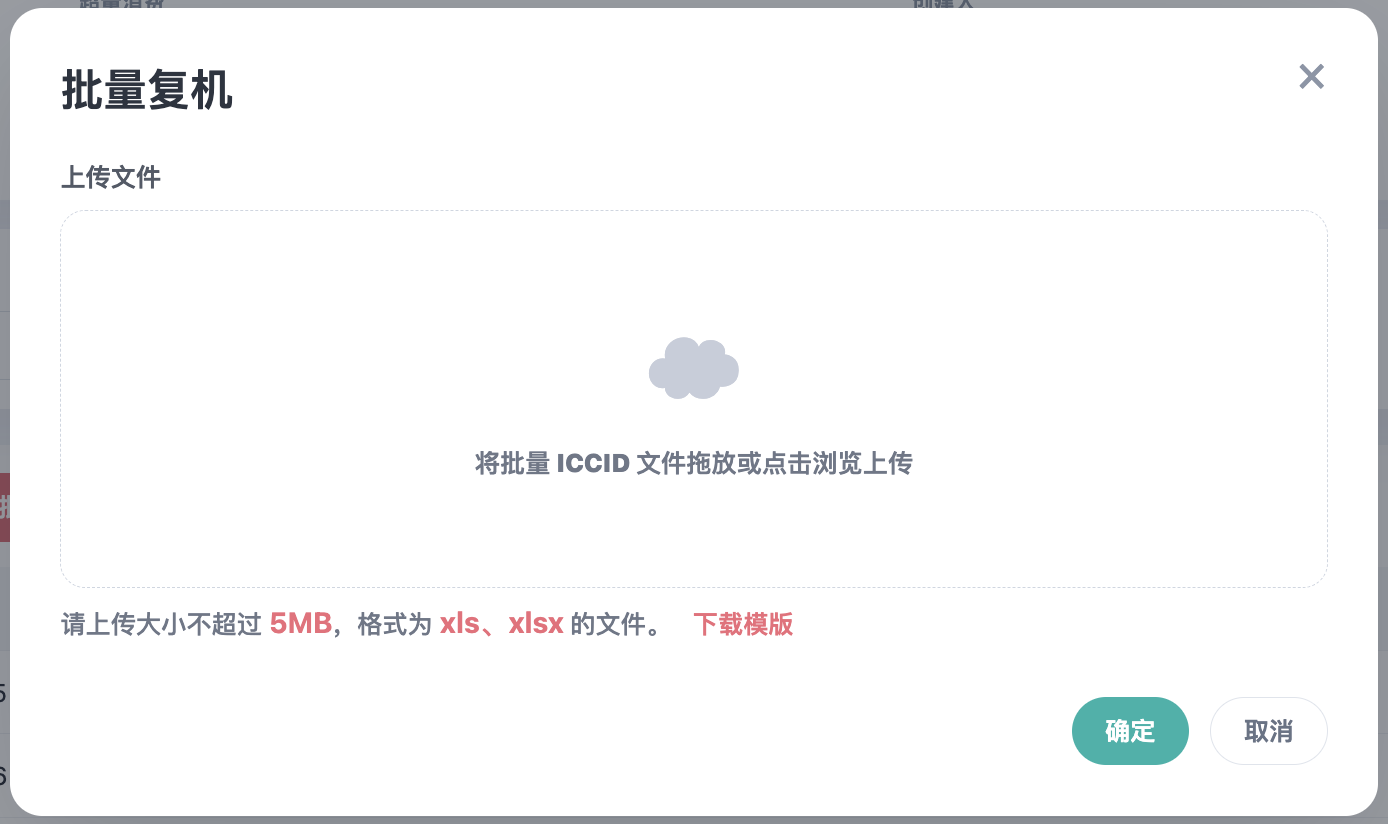 批量复机
上传文件
将批量 ICCID 文件拖放或点击浏览上传
请上传大小不超过 5MB，格式为 xls、xlsx 的文件。 下载模版
5
6
确定 取消